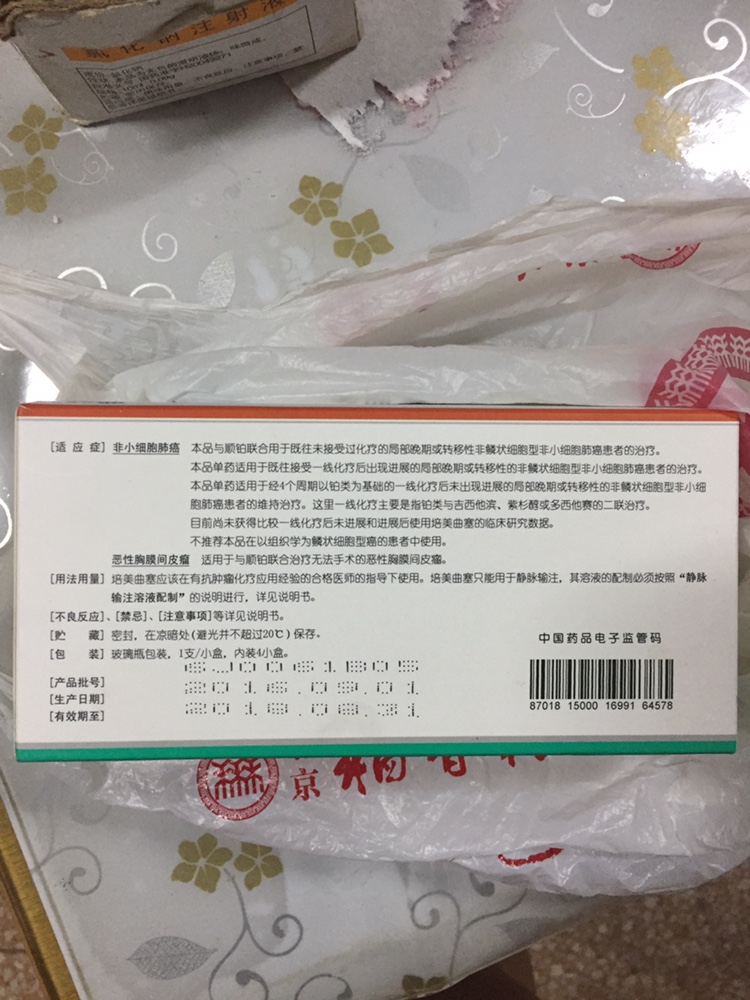 氯化钠注射液
[适 应 症] 非小细胞肺癌 本品与顺铂联合用于既往未接受过化疗的局部晚期或转移性非鳞状细胞型非小细胞肺癌患者的治疗。
本品单药适用于既往接受一线化疗后出现进展的局部晚期或转移性的非鳞状细胞型非小细胞肺癌患者的治疗。
本品单药适用于经4个周期以铂类为基础的一线化疗后未出现进展的局部晚期或转移性的非鳞状细胞型非小细
胞肺癌患者的维持治疗。这里一线化疗主要是指铂类与吉西他滨、紫杉醇或多西他赛的二联治疗。
目前尚未获得比较一线化疗后未进展和进展后使用培美曲塞的临床研究数据。
不推荐本品在以组织学为鳞状细胞型癌的患者中使用。
恶性胸膜间皮瘤 适用于与顺铂联合治疗无法手术的恶性胸膜间皮瘤。
[用法用量] 培美曲塞应该在有抗肿瘤化疗应用经验的合格医师的指导下使用。培美曲塞只能用于静脉输注，其溶液的配制必须按照“静脉
输注溶液配制”的说明进行，详见说明书。
[不良反应]、[禁忌]、[注意事项]等详见说明书。
[贮 藏] 密封，在凉暗处(避光并不超过20℃)保存。
[包 装] 玻璃瓶包装，1支/小盒，内装4小盒。
[产品批号]
[生产日期]
[有效期至]
中国药品电子监管码
87018 15000 16991 64578
京